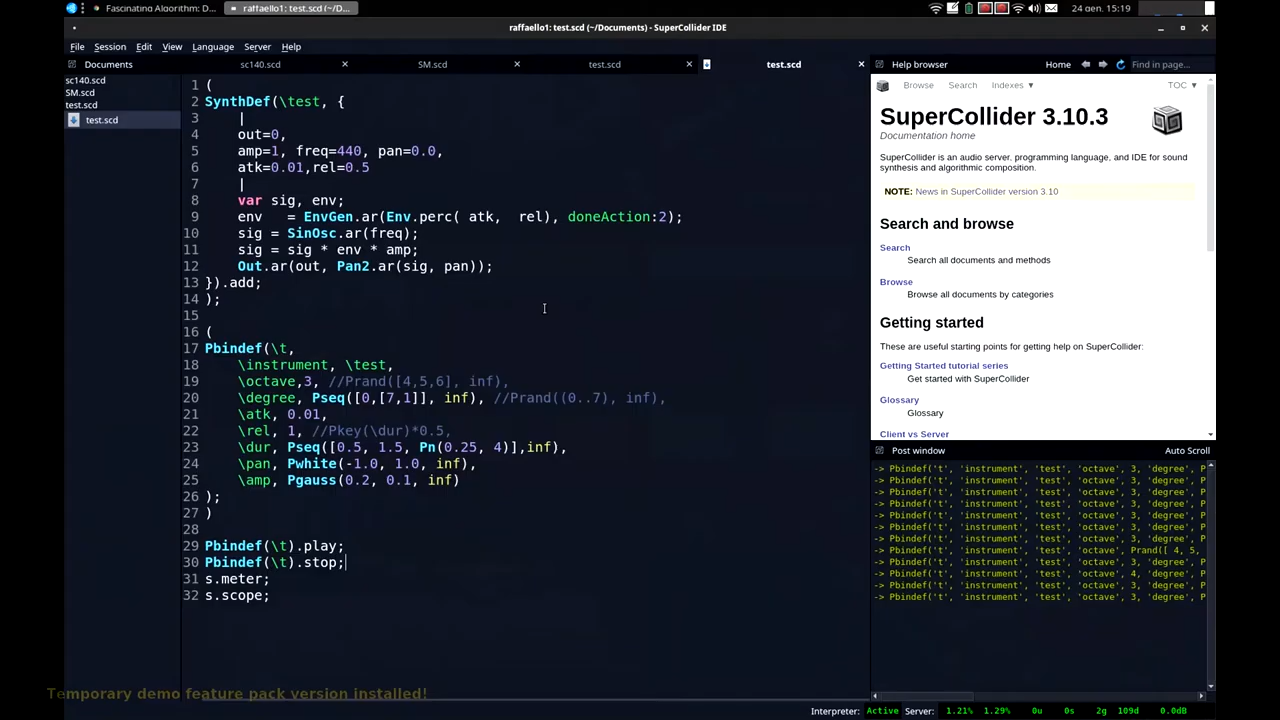 Fascinating Algorithm: D...
raffaello1: test.scd (~/D...
24 gen. 15:19
raffaello1: test.scd (~/Documents) - SuperCollider IDE
File Session Edit View Language Server Help
Documents
sc140.scd
SM.scd
test.scd
test.scd
sc140.scd
SM.scd
test.scd
test.scd
1 (
2 SynthDef(\test, {
3 |
4 out=0,
5 amp=1, freq=440, pan=0.0,
6 atk=0.01,rel=0.5
7 |
8 var sig, env;
9 env   = EnvGen.ar(Env.perc( atk,  rel), doneAction:2);
10 sig = SinOsc.ar(freq);
11 sig = sig * env * amp;
12 Out.ar(out, Pan2.ar(sig, pan));
13 }).add;
14 );
15
16 (
17 Pbindef(\t,
18 \instrument, \test,
19 \octave,3, //Prand([4,5,6], inf),
20 \degree, Pseq([0,[7,1]], inf), //Prand((0..7), inf),
21 \atk, 0.01,
22 \rel, 1, //Pkey(\dur)*0.5,
23 \dur, Pseq([0.5, 1.5, Pn(0.25, 4)],inf),
24 \pan, Pwhite(-1.0, 1.0, inf),
25 \amp, Pgauss(0.2, 0.1, inf)
26 );
27 )
28
29 Pbindef(\t).play;
30 Pbindef(\t).stop;
31 s.meter;
32 s.scope;
Help browser
Home
Find in page...
Browse Search Indexes ▼ TOC ▼
SuperCollider 3.10.3
Documentation home
SuperCollider is an audio server, programming language, and IDE for sound
synthesis and algorithmic composition.
NOTE: News in SuperCollider version 3.10
Search and browse
Search
Search all documents and methods
Browse
Browse all documents by categories
Getting started
These are useful starting points for getting help on SuperCollider:
Getting Started tutorial series
Get started with SuperCollider
Glossary
Glossary
Client vs Server
Post window
Auto Scroll
-> Pbindef('t', 'instrument', 'test', 'octave', 3, 'degree', P
-> Pbindef('t', 'instrument', 'test', 'octave', 3, 'degree', P
-> Pbindef('t', 'instrument', 'test', 'octave', 3, 'degree', P
-> Pbindef('t', 'instrument', 'test', 'octave', 3, 'degree', P
-> Pbindef('t', 'instrument', 'test', 'octave', 3, 'degree', P
-> Pbindef('t', 'instrument', 'test', 'octave', 3, 'degree', P
-> Pbindef('t', 'instrument', 'test', 'octave', 3, 'degree', P
-> Pbindef('t', 'instrument', 'test', 'octave', Prand([ 4, 5,
-> Pbindef('t', 'instrument', 'test', 'octave', 3, 'degree', P
-> Pbindef('t', 'instrument', 'test', 'octave', 4, 'degree', P
-> Pbindef('t', 'instrument', 'test', 'octave', 3, 'degree', P
-> Pbindef('t', 'instrument', 'test', 'octave', 3, 'degree', P
Temporary demo feature pack version installed!
Interpreter: Active Server: 1.21% 1.29% 0u 0s 2g 109d 0.0dB